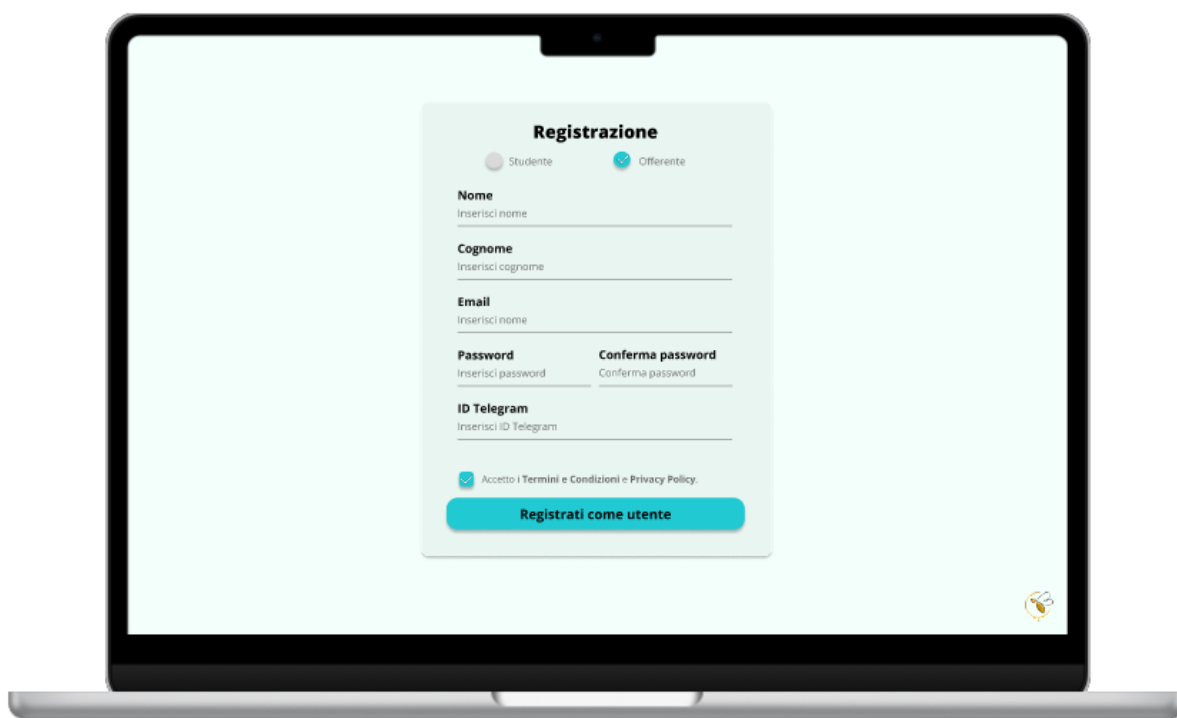 Registrazione
Studente Offerente
Nome
Inserisci nome
Cognome
Inserisci cognome
Email
Inserisci nome
Password Conferma password
Inserisci password Conferma password
ID Telegram
Inserisci ID Telegram
Accetto i Termini e Condizioni e Privacy Policy.
Registrati come utente